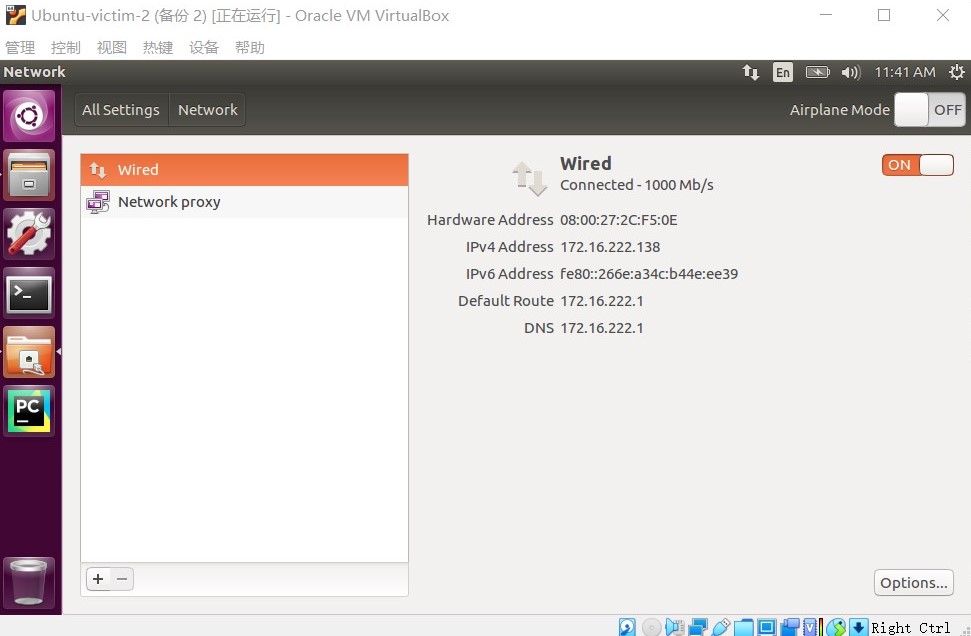 Ubuntu-victim-2 (备份 2) [正在运行] - Oracle VM VirtualBox
管理 控制 视图 热键 设备 帮助
Network
En
11:41 AM
All Settings
Network
Airplane Mode
OFF
Wired
Network proxy
Wired
Connected - 1000 Mb/s
ON
Hardware Address 08:00:27:2C:F5:0E
IPv4 Address 172.16.222.138
IPv6 Address fe80::266e:a34c:b44e:ee39
Default Route 172.16.222.1
DNS 172.16.222.1
PC
+ −
Options...
Right Ctrl